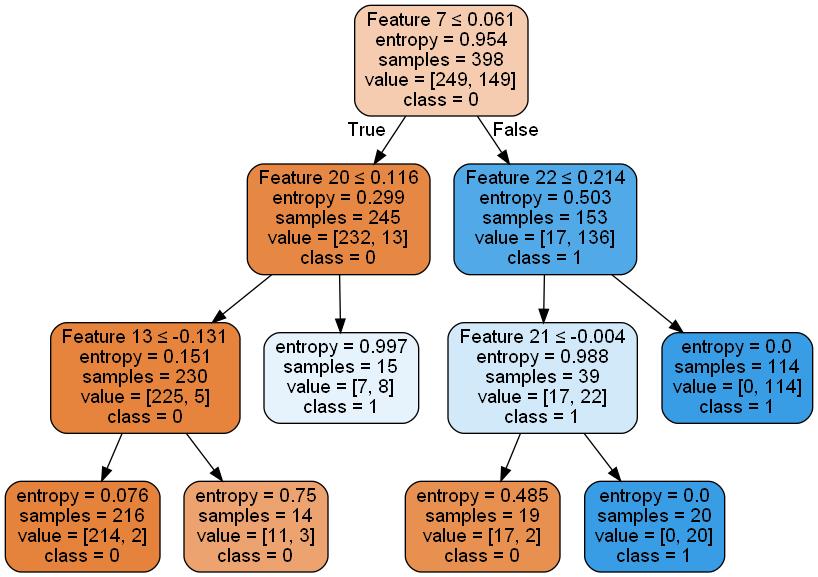 Feature 7 ≤ 0.061
entropy = 0.954
samples = 398
value = [249, 149]
class = 0
True
False
Feature 20 ≤ 0.116
entropy = 0.299
samples = 245
value = [232, 13]
class = 0
Feature 22 ≤ 0.214
entropy = 0.503
samples = 153
value = [17, 136]
class = 1
Feature 13 ≤ -0.131
entropy = 0.151
samples = 230
value = [225, 5]
class = 0
entropy = 0.997
samples = 15
value = [7, 8]
class = 1
Feature 21 ≤ -0.004
entropy = 0.988
samples = 39
value = [17, 22]
class = 1
entropy = 0.0
samples = 114
value = [0, 114]
class = 1
entropy = 0.076
samples = 216
value = [214, 2]
class = 0
entropy = 0.75
samples = 14
value = [11, 3]
class = 0
entropy = 0.485
samples = 19
value = [17, 2]
class = 0
entropy = 0.0
samples = 20
value = [0, 20]
class = 1